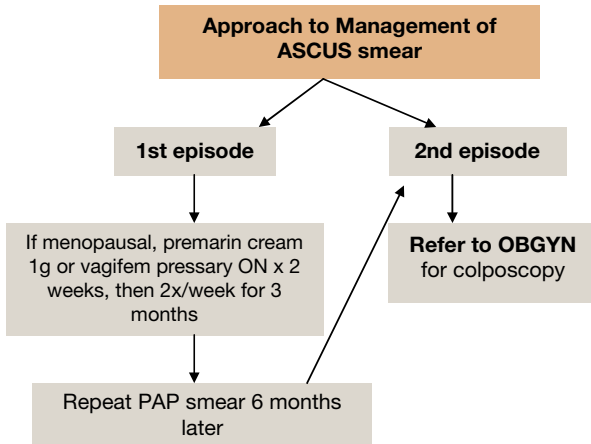 Approach to Management of
ASCUS smear
1st episode
2nd episode
If menopausal, premarin cream
1g or vagifem pressary ON x 2
weeks, then 2x/week for 3
months
Refer to OBGYN
for colposcopy
Repeat PAP smear 6 months
later